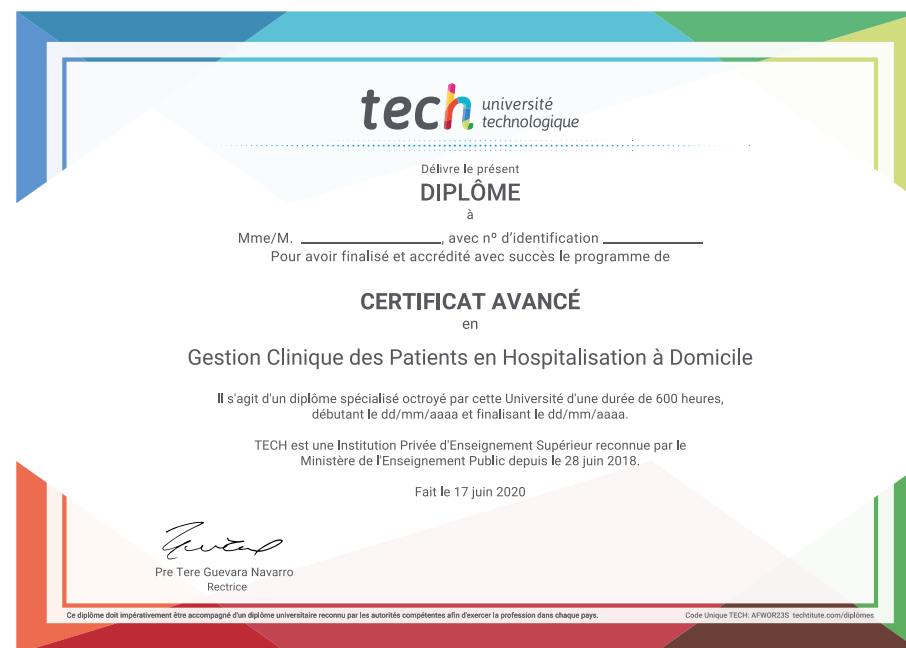 tech université
technologique
Délivre le présent
DIPLÔME
à
Mme/M. ____________________, avec nº d'identification ______________
Pour avoir finalisé et accrédité avec succès le programme de
CERTIFICAT AVANCÉ
en
Gestion Clinique des Patients en Hospitalisation à Domicile
Il s'agit d'un diplôme spécialisé octroyé par cette Université d'une durée de 600 heures,
débutant le dd/mm/aaaa et finalisant le dd/mm/aaaa.
TECH est une Institution Privée d'Enseignement Supérieur reconnue par le
Ministère de l'Enseignement Public depuis le 28 juin 2018.
Fait le 17 juin 2020
Pre Tere Guevara Navarro
Rectrice
Ce diplôme doit impérativement être accompagné d'un diplôme universitaire reconnu par les autorités compétentes afin d'exercer la profession dans chaque pays.
Code Unique TECH: AFWOR23S techtitute.com/diplômes